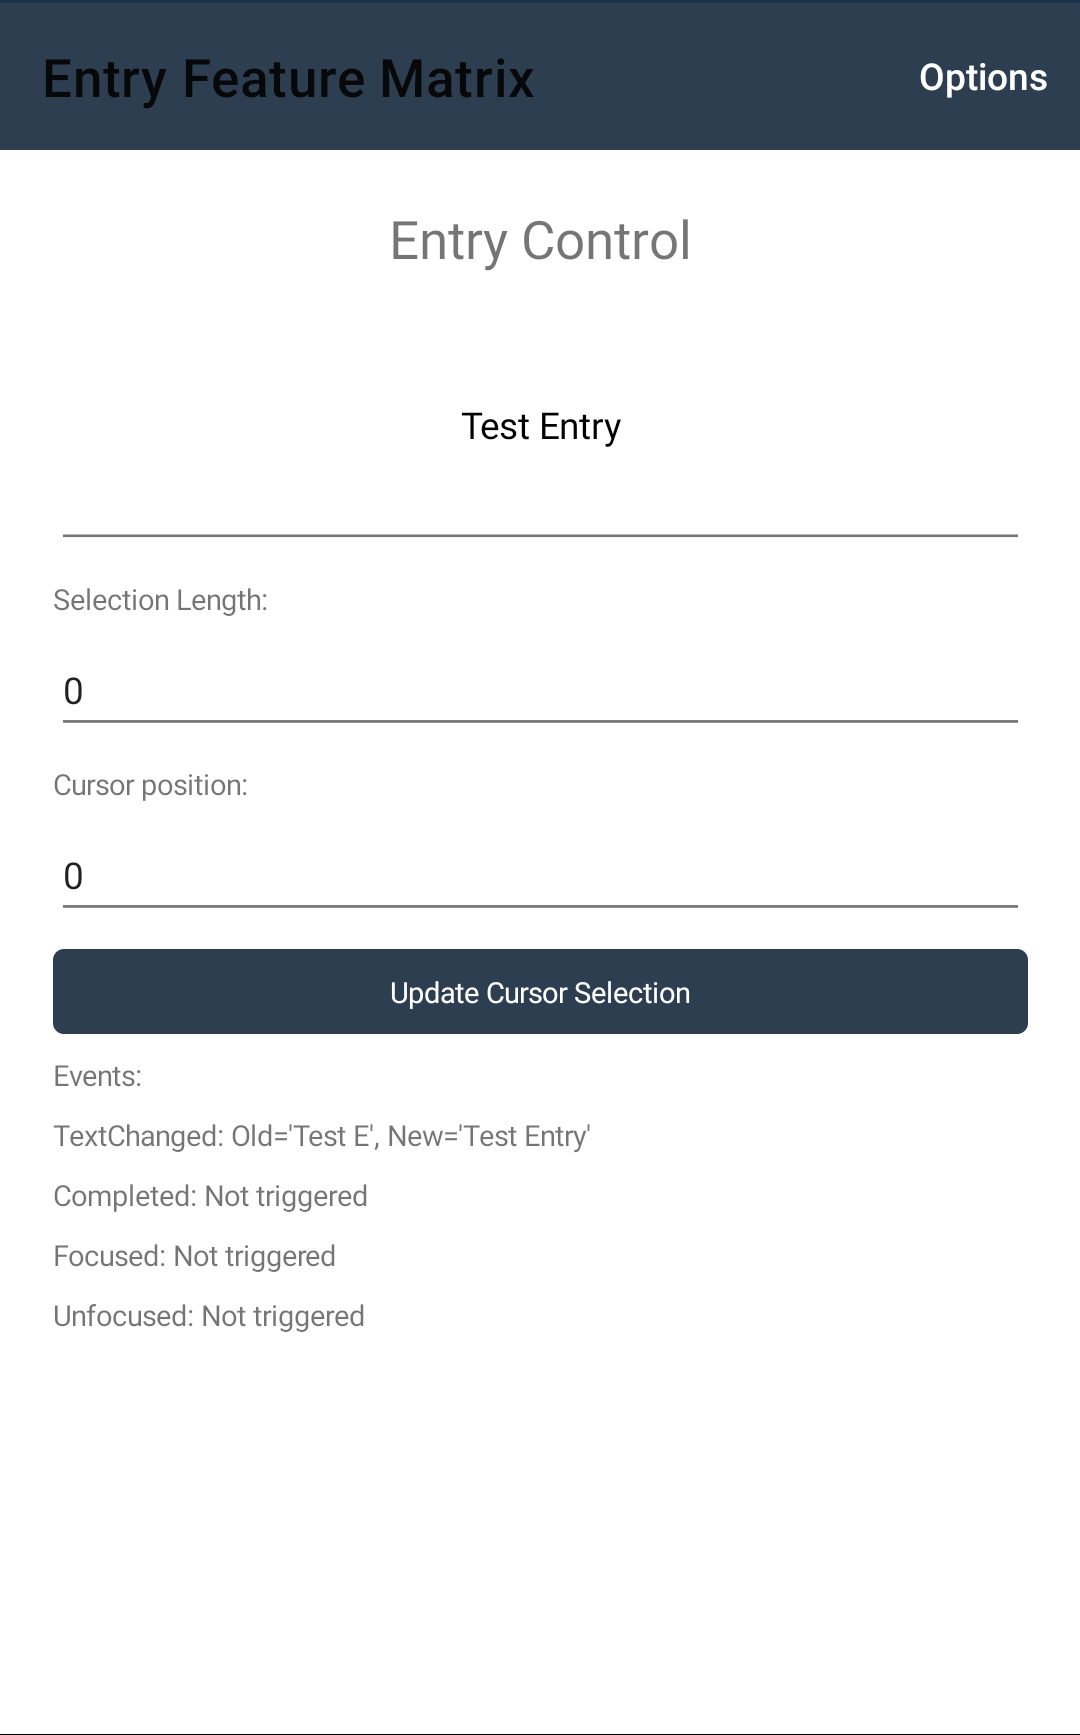 Entry Feature Matrix
Options
Entry Control
Test Entry
Selection Length:
0
Cursor position:
0
Update Cursor Selection
Events:
TextChanged: Old='Test E', New='Test Entry'
Completed: Not triggered
Focused: Not triggered
Unfocused: Not triggered